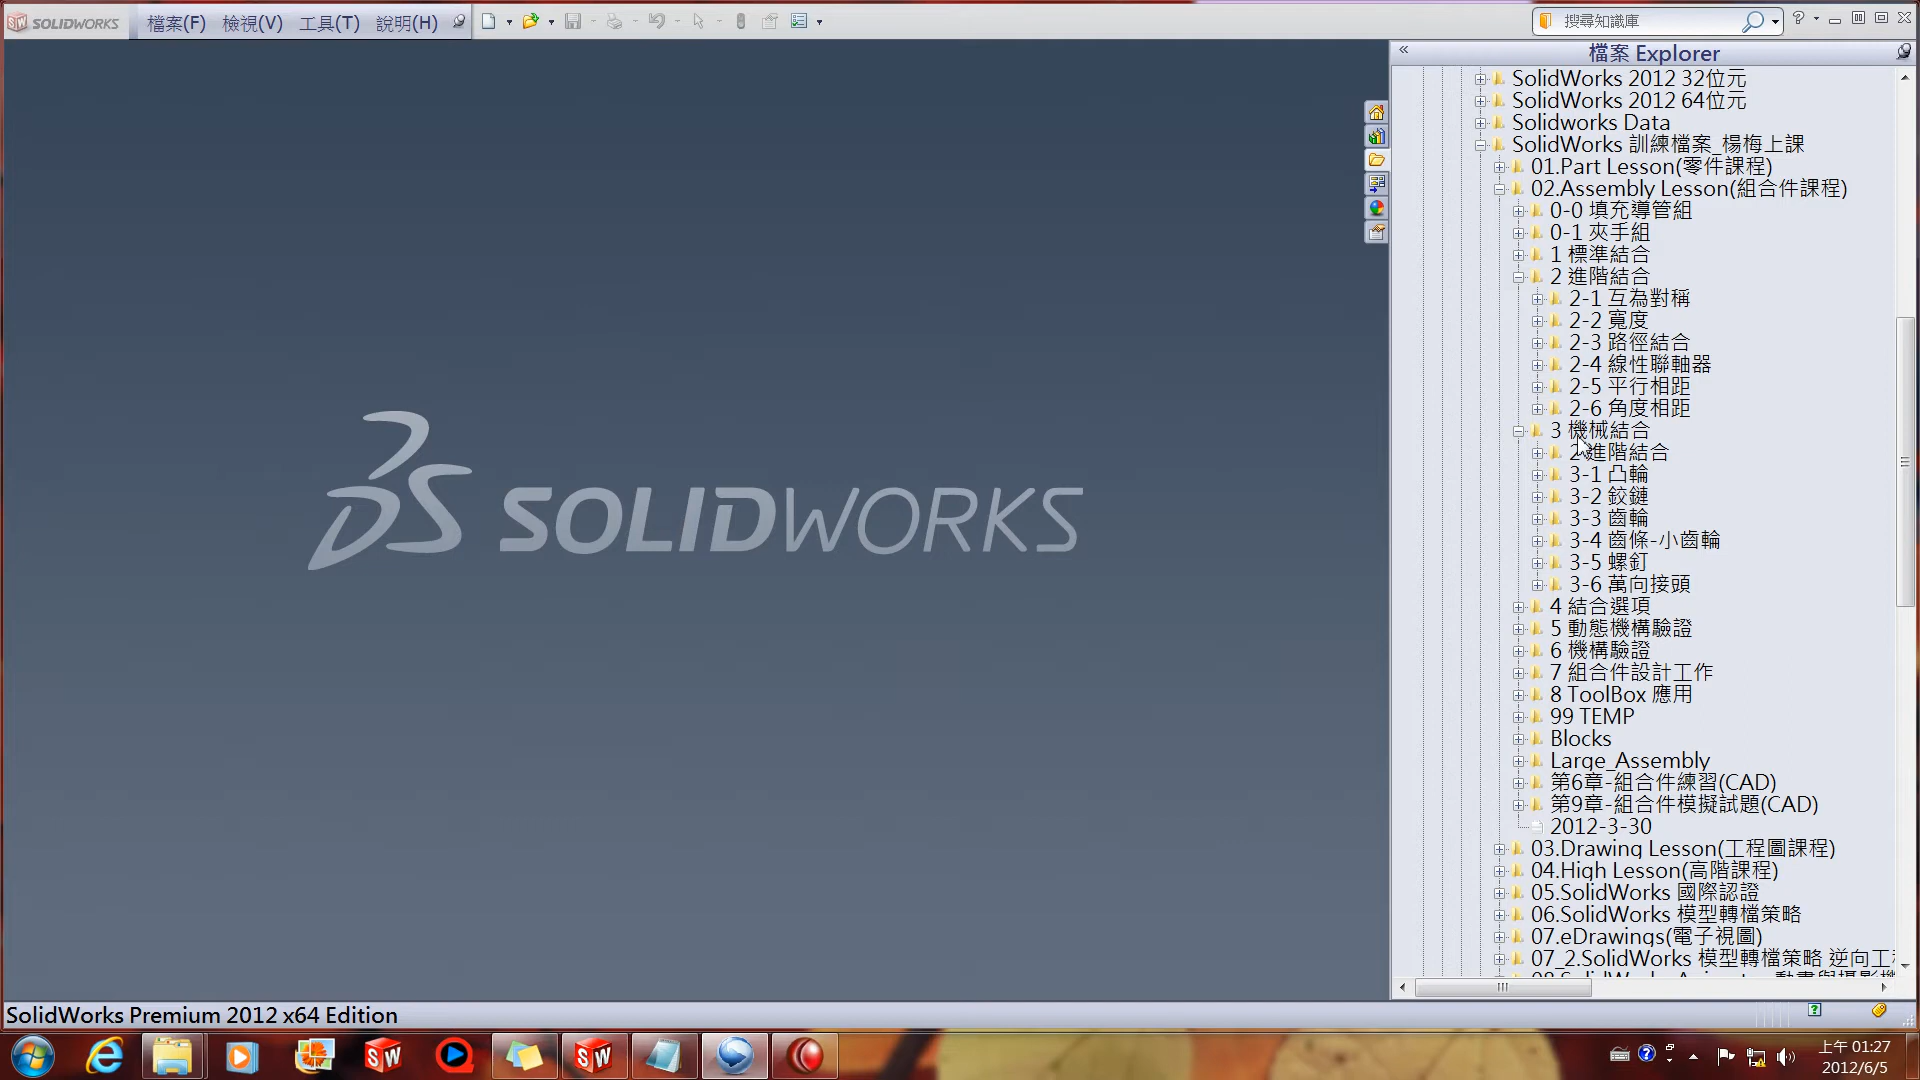 SOLIDWORKS 檔案(F) 檢視(V) 工具(T) 說明(H) 搜尋知識庫
檔案 Explorer
SolidWorks 2012 32位元
SolidWorks 2012 64位元
Solidworks Data
SolidWorks 訓練檔案_楊梅上課
01.Part Lesson(零件課程)
02.Assembly Lesson(組合件課程)
0-0 填充導管組
0-1 夾手組
1 標準結合
2 進階結合
2-1 互為對稱
2-2 寬度
2-3 路徑結合
2-4 線性聯軸器
2-5 平行相距
2-6 角度相距
3 機械結合
2 進階結合
3-1 凸輪
3-2 鉸鏈
3-3 齒輪
3-4 齒條-小齒輪
3-5 螺釘
3-6 萬向接頭
4 結合選項
5 動態機構驗證
6 機構驗證
7 組合件設計工作
8 ToolBox 應用
99 TEMP
Blocks
Large_Assembly
第6章-組合件練習(CAD)
第9章-組合件模擬試題(CAD)
2012-3-30
03.Drawing Lesson(工程圖課程)
04.High Lesson(高階課程)
05.SolidWorks 國際認證
06.SolidWorks 模型轉檔策略
07.eDrawings(電子視圖)
07_2.SolidWorks 模型轉檔策略 逆向工
SOLIDWORKS
SolidWorks Premium 2012 x64 Edition
上午 01:27
2012/6/5